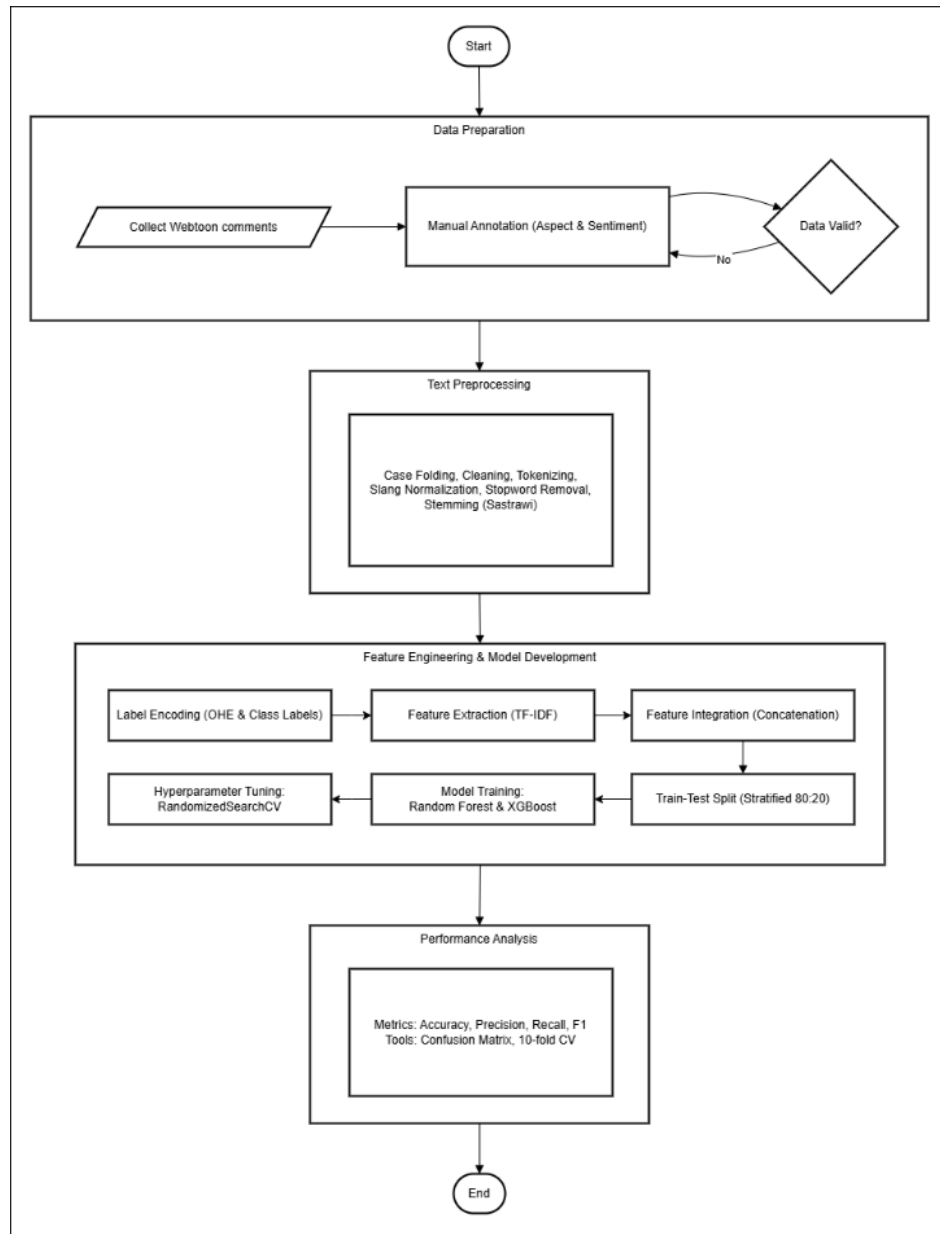 Start
Data Preparation
Collect Webtoon comments
Manual Annotation (Aspect & Sentiment)
Data Valid?
No
Text Preprocessing
Case Folding, Cleaning, Tokenizing,
Slang Normalization, Stopword Removal,
Stemming (Sastrawi)
Feature Engineering & Model Development
Label Encoding (OHE & Class Labels)
Feature Extraction (TF-IDF)
Feature Integration (Concatenation)
Train-Test Split (Stratified 80:20)
Model Training:
Random Forest & XGBoost
Hyperparameter Tuning:
RandomizedSearchCV
Performance Analysis
Metrics: Accuracy, Precision, Recall, F1
Tools: Confusion Matrix, 10-fold CV
End